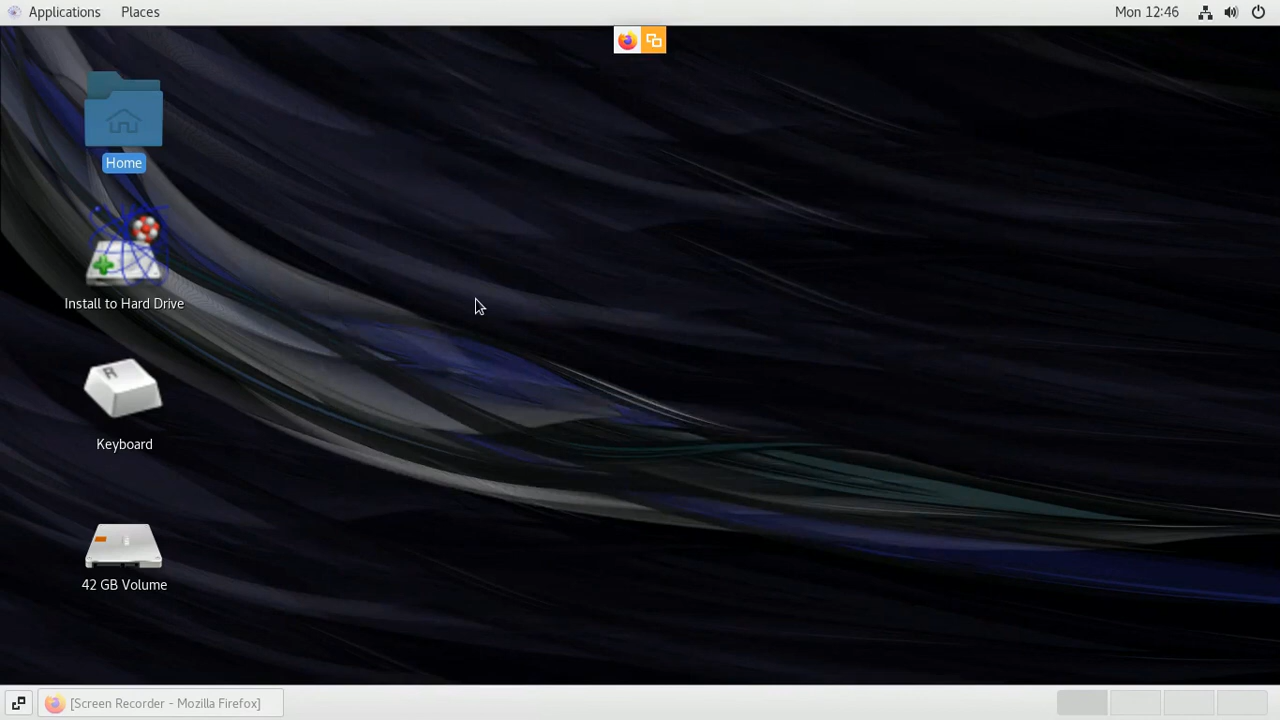 Applications Places Mon 12:46
Home
Install to Hard Drive
R
Keyboard
42 GB Volume
[Screen Recorder - Mozilla Firefox]